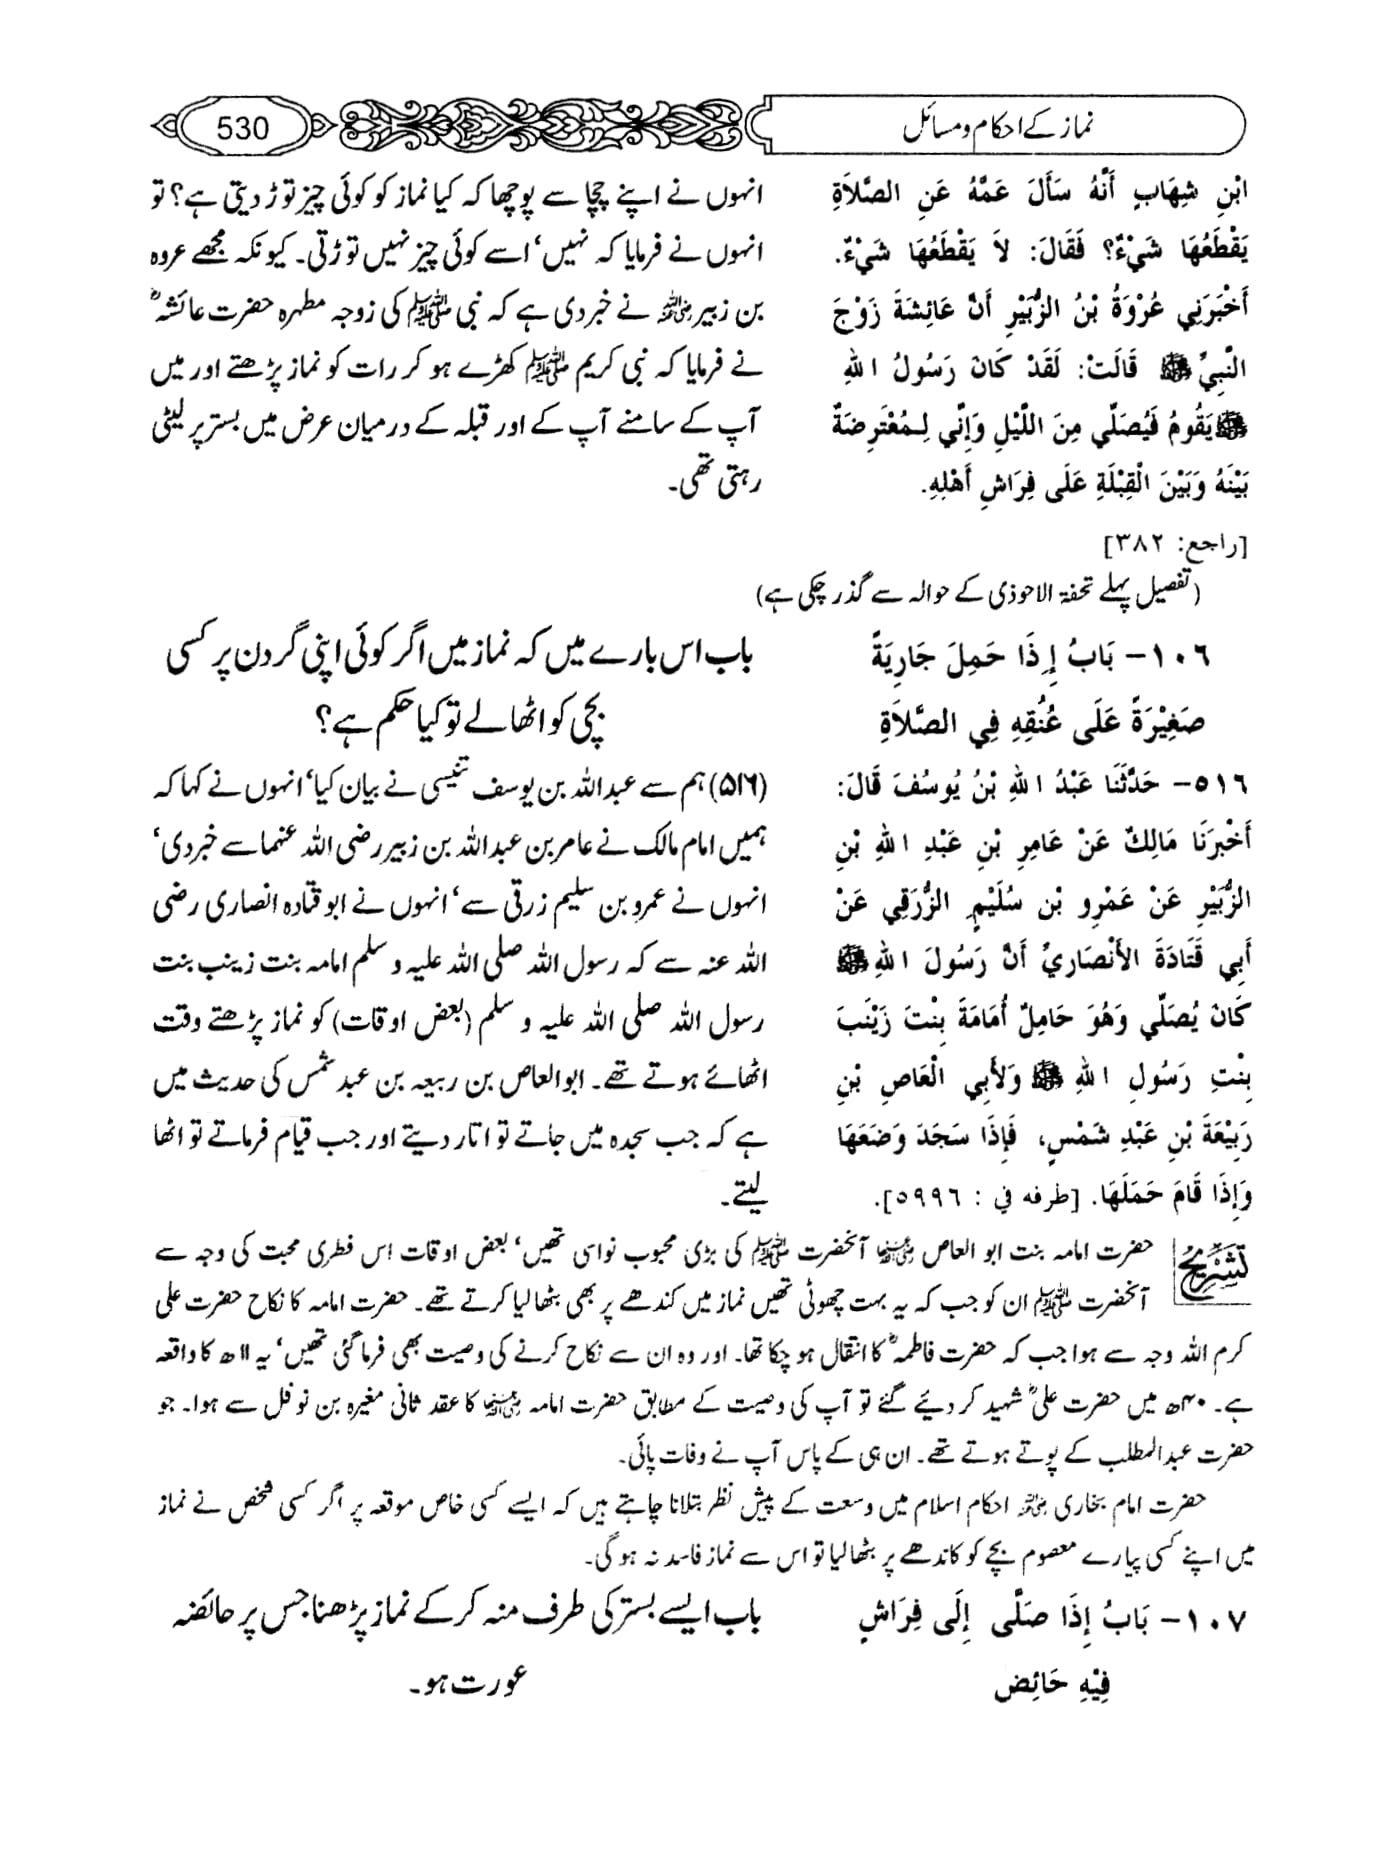 نماز کے احکام و مسائل
530
ابْنِ شِهَابٍ أَنَّهُ سَأَلَ عَمَّهُ عَنِ الصَّلاَةِ
يَقْطَعُهَا شَيْءٌ؟ فَقَالَ: لاَ يَقْطَعُهَا شَيْءٌ.
أَخْبَرَنِي عُرْوَةُ بْنُ الزُّبَيْرِ أَنَّ عَائِشَةَ زَوْجَ
النَّبِيِّ ﷺ قَالَتْ: لَقَدْ كَانَ رَسُولُ اللهِ
ﷺ يَقُومُ فَيُصَلِّي مِنَ اللَّيْلِ وَإِنِّي لَمُعْتَرِضَةٌ
بَيْنَهُ وَبَيْنَ الْقِبْلَةِ عَلَى فِرَاشِ أَهْلِهِ.
[راجع: ٣٨٢]
انہوں نے اپنے چچا سے پوچھا کہ کیا نماز کو کوئی چیز توڑ دیتی ہے؟ تو
انہوں نے فرمایا کہ نہیں‘ اسے کوئی چیز نہیں توڑتی۔ کیونکہ مجھے عروہ
بن زبیر رضی اللہ عنہ نے خبر دی ہے کہ نبی ﷺ کی زوجہ مطہرہ حضرت عائشہؓ
نے فرمایا کہ نبی کریم ﷺ کھڑے ہو کر رات کو نماز پڑھتے اور میں
آپ کے سامنے آپ کے اور قبلہ کے درمیان عرض میں بستر پر لیٹی
رہتی تھی۔
(تفصیل پہلے تحفۃ الاحوذی کے حوالہ سے گذر چکی ہے)
١٠٦- بَابُ إِذَا حَمِلَ جَارِيَةً
صَغِيْرَةً عَلَى عُنُقِهِ فِي الصَّلاَةِ
باب اس بارے میں کہ نماز میں اگر کوئی اپنی گردن پر کسی
بچی کو اٹھا لے تو کیا حکم ہے؟
٥١٦- حَدَّثَنَا عَبْدُ اللهِ بْنُ يُوسُفَ قَالَ:
أَخْبَرَنَا مَالِكٌ عَنْ عَامِرِ بْنِ عَبْدِ اللهِ بْنِ
الزُّبَيْرِ عَنْ عَمْرِو بْنِ سُلَيْمٍ الزُّرَقِي عَنْ
أَبِي قَتَادَةَ الأَنْصَارِيِّ أَنَّ رَسُولَ اللهِ ﷺ
كَانَ يُصَلِّي وَهُوَ حَامِلٌ أُمَامَةَ بِنْتَ زَيْنَبَ
بِنْتِ رَسُولِ اللهِ ﷺ وَلأَبِي الْعَاصِ بْنِ
رَبِيْعَةَ بْنِ عَبْدِ شَمْسٍ، فَإِذَا سَجَدَ وَضَعَهَا
وَإِذَا قَامَ حَمَلَهَا. [طرفه في : ٥٩٩٦].
(۵۱۶) ہم سے عبداللہ بن یوسف تنیسی نے بیان کیا‘ انہوں نے کہا کہ
ہمیں امام مالک نے عامر بن عبداللہ بن زبیر رضی اللہ عنہما سے خبر دی‘
انہوں نے عمرو بن سلیم زرقی سے‘ انہوں نے ابو قتادہ انصاری رضی
اللہ عنہ سے کہ رسول اللہ صلی اللہ علیہ و سلم امامہ بنت زینب بنت
رسول اللہ صلی اللہ علیہ و سلم (بعض اوقات) کو نماز پڑھتے وقت
اٹھائے ہوتے تھے۔ ابوالعاص بن ربیعہ بن عبد شمس کی حدیث میں
ہے کہ جب سجدہ میں جاتے تو اتار دیتے اور جب قیام فرماتے تو اٹھا
لیتے۔
تشریح
حضرت امامہ بنت ابو العاص رضی اللہ عنہا آنحضرت ﷺ کی بڑی محبوب نواسی تھیں‘ بعض اوقات اس فطری محبت کی وجہ سے
آنحضرت ﷺ ان کو جب کہ یہ بہت چھوٹی تھیں نماز میں کندھے پر بھی بٹھا لیا کرتے تھے۔ حضرت امامہ کا نکاح حضرت علی
کرم اللہ وجہ سے ہوا جب کہ حضرت فاطمہؓ کا انتقال ہو چکا تھا۔ اور وہ ان سے نکاح کرنے کی وصیت بھی فرما گئی تھیں‘ یہ ۱۱ھ کا واقعہ
ہے۔ ۴۰ھ میں حضرت علیؓ شہید کر دیئے گئے تو آپ کی وصیت کے مطابق حضرت امامہ رضی اللہ عنہا کا عقد ثانی مغیرہ بن نوفل سے ہوا۔ جو
حضرت عبدالمطلب کے پوتے ہوتے تھے۔ ان ہی کے پاس آپ نے وفات پائی۔
حضرت امام بخاری رحمۃ اللہ علیہ احکام اسلام میں وسعت کے پیش نظر بتلانا چاہتے ہیں کہ ایسے کسی خاص موقعہ پر اگر کسی شخص نے نماز
میں اپنے کسی پیارے معصوم بچے کو کاندھے پر بٹھا لیا تو اس سے نماز فاسد نہ ہو گی۔
١٠٧- بَابُ إِذَا صَلَّى إِلَى فِرَاشٍ
فِيْهِ حَائِض
باب ایسے بستر کی طرف منہ کر کے نماز پڑھنا جس پر حائضہ
عورت ہو۔